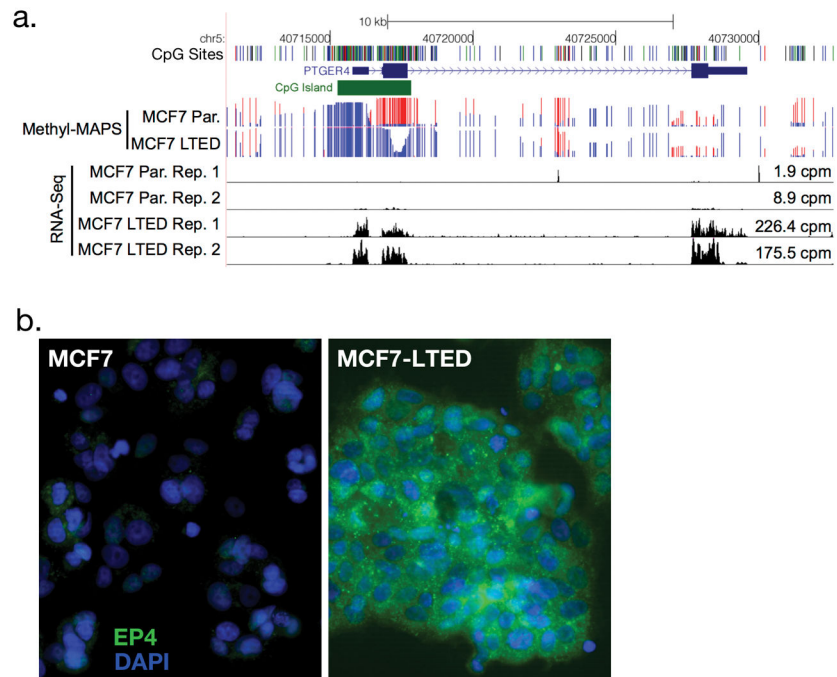 a.
10 kb
chr5: 40715000 40720000 40725000 40730000
CpG Sites
PTGER4
CpG Island
Methyl-MAPS
MCF7 Par.
MCF7 LTED
RNA-Seq
MCF7 Par. Rep. 1 1.9 cpm
MCF7 Par. Rep. 2 8.9 cpm
MCF7 LTED Rep. 1 226.4 cpm
MCF7 LTED Rep. 2 175.5 cpm
b.
MCF7 MCF7-LTED
EP4
DAPI